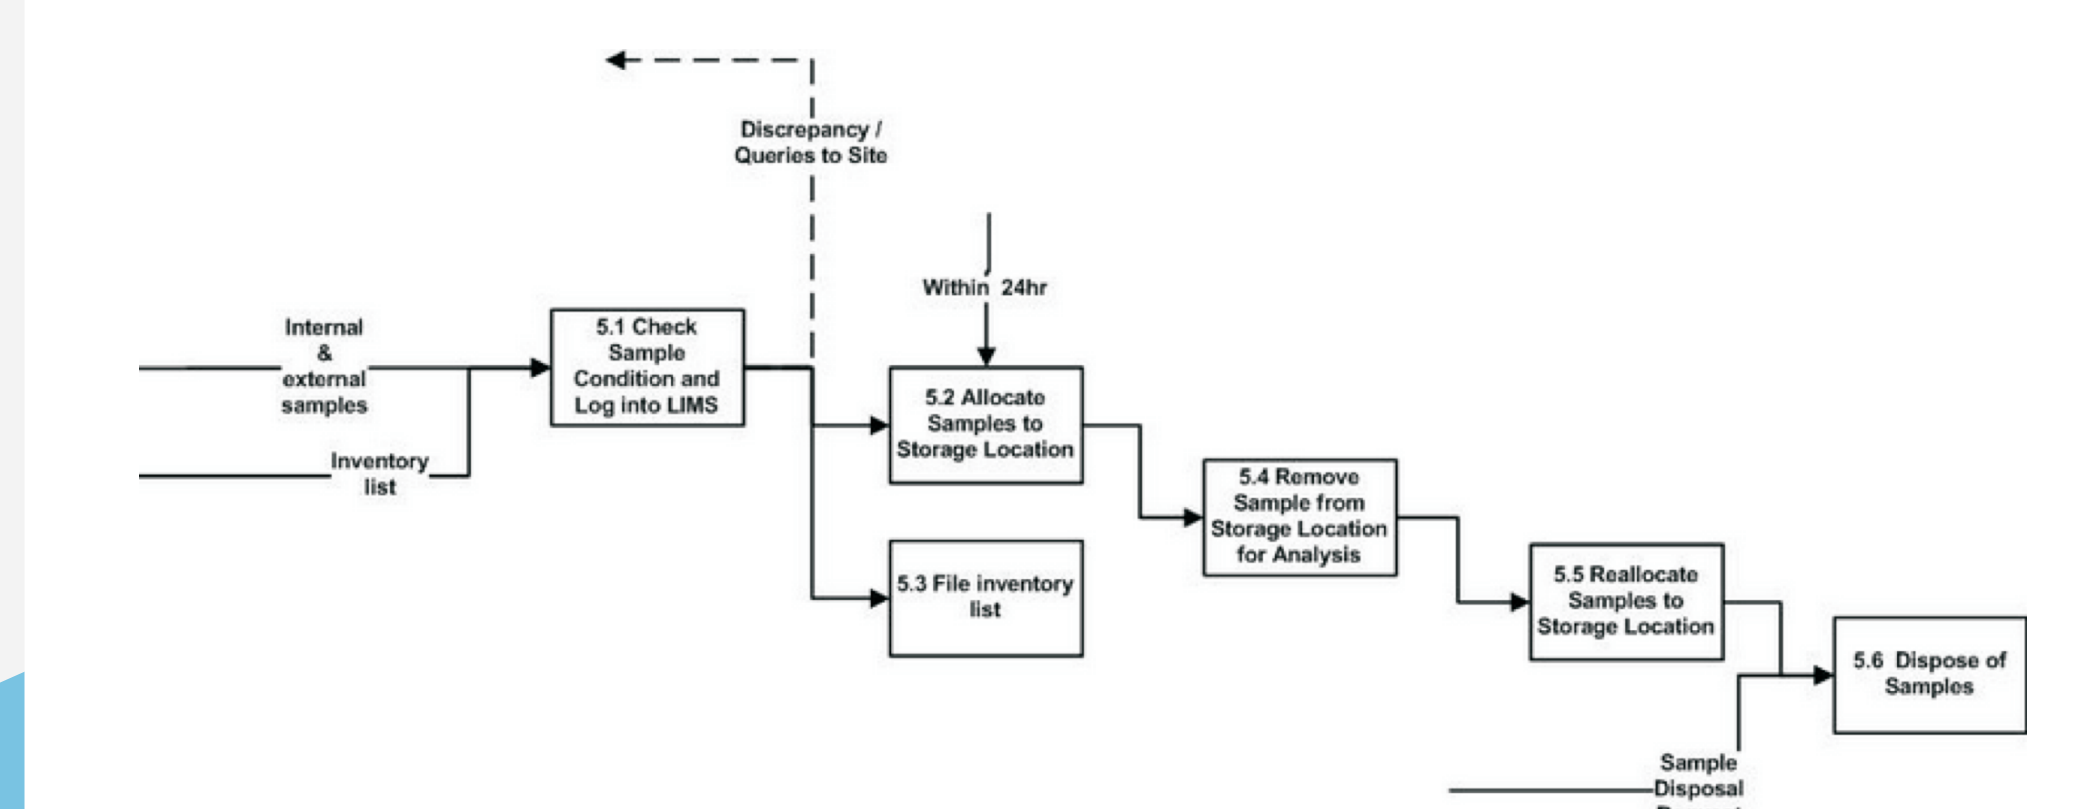 Discrepancy /
Queries to Site
Within 24hr
Internal
&
external
samples
Inventory
list
5.1 Check
Sample
Condition and
Log into LIMS
5.2 Allocate
Samples to
Storage Location
5.3 File inventory
list
5.4 Remove
Sample from
Storage Location
for Analysis
5.5 Reallocate
Samples to
Storage Location
5.6 Dispose of
Samples
Sample
Disposal